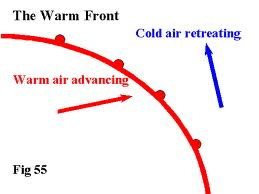 The Warm Front
Cold air retreating
Warm air advancing
Fig 55